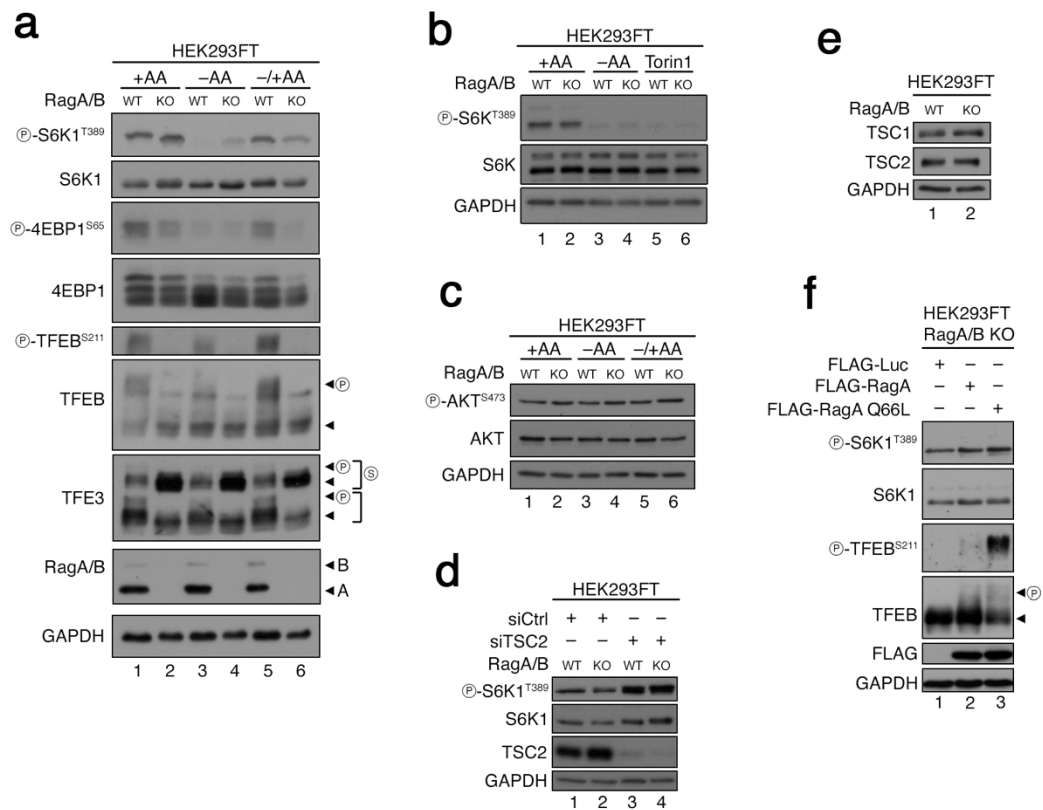 a
HEK293FT
+AA –AA –/+AA
RagA/B WT KO WT KO WT KO
Ⓟ-S6K1T389
S6K1
Ⓟ-4EBP1S65
4EBP1
Ⓟ-TFEBS211
TFEB
Ⓟ
TFE3
Ⓟ
Ⓢ
Ⓟ
RagA/B
B
A
GAPDH
1 2 3 4 5 6
b
HEK293FT
+AA –AA Torin1
RagA/B WT KO WT KO WT KO
Ⓟ-S6KT389
S6K
GAPDH
1 2 3 4 5 6
c
HEK293FT
+AA –AA –/+AA
RagA/B WT KO WT KO WT KO
Ⓟ-AKTS473
AKT
GAPDH
1 2 3 4 5 6
d
HEK293FT
siCtrl + + – –
siTSC2 – – + +
RagA/B WT KO WT KO
Ⓟ-S6K1T389
S6K1
TSC2
GAPDH
1 2 3 4
e
HEK293FT
RagA/B WT KO
TSC1
TSC2
GAPDH
1 2
f
HEK293FT
RagA/B KO
FLAG-Luc + – –
FLAG-RagA – + –
FLAG-RagA Q66L – – +
Ⓟ-S6K1T389
S6K1
Ⓟ-TFEBS211
TFEB
Ⓟ
FLAG
GAPDH
1 2 3